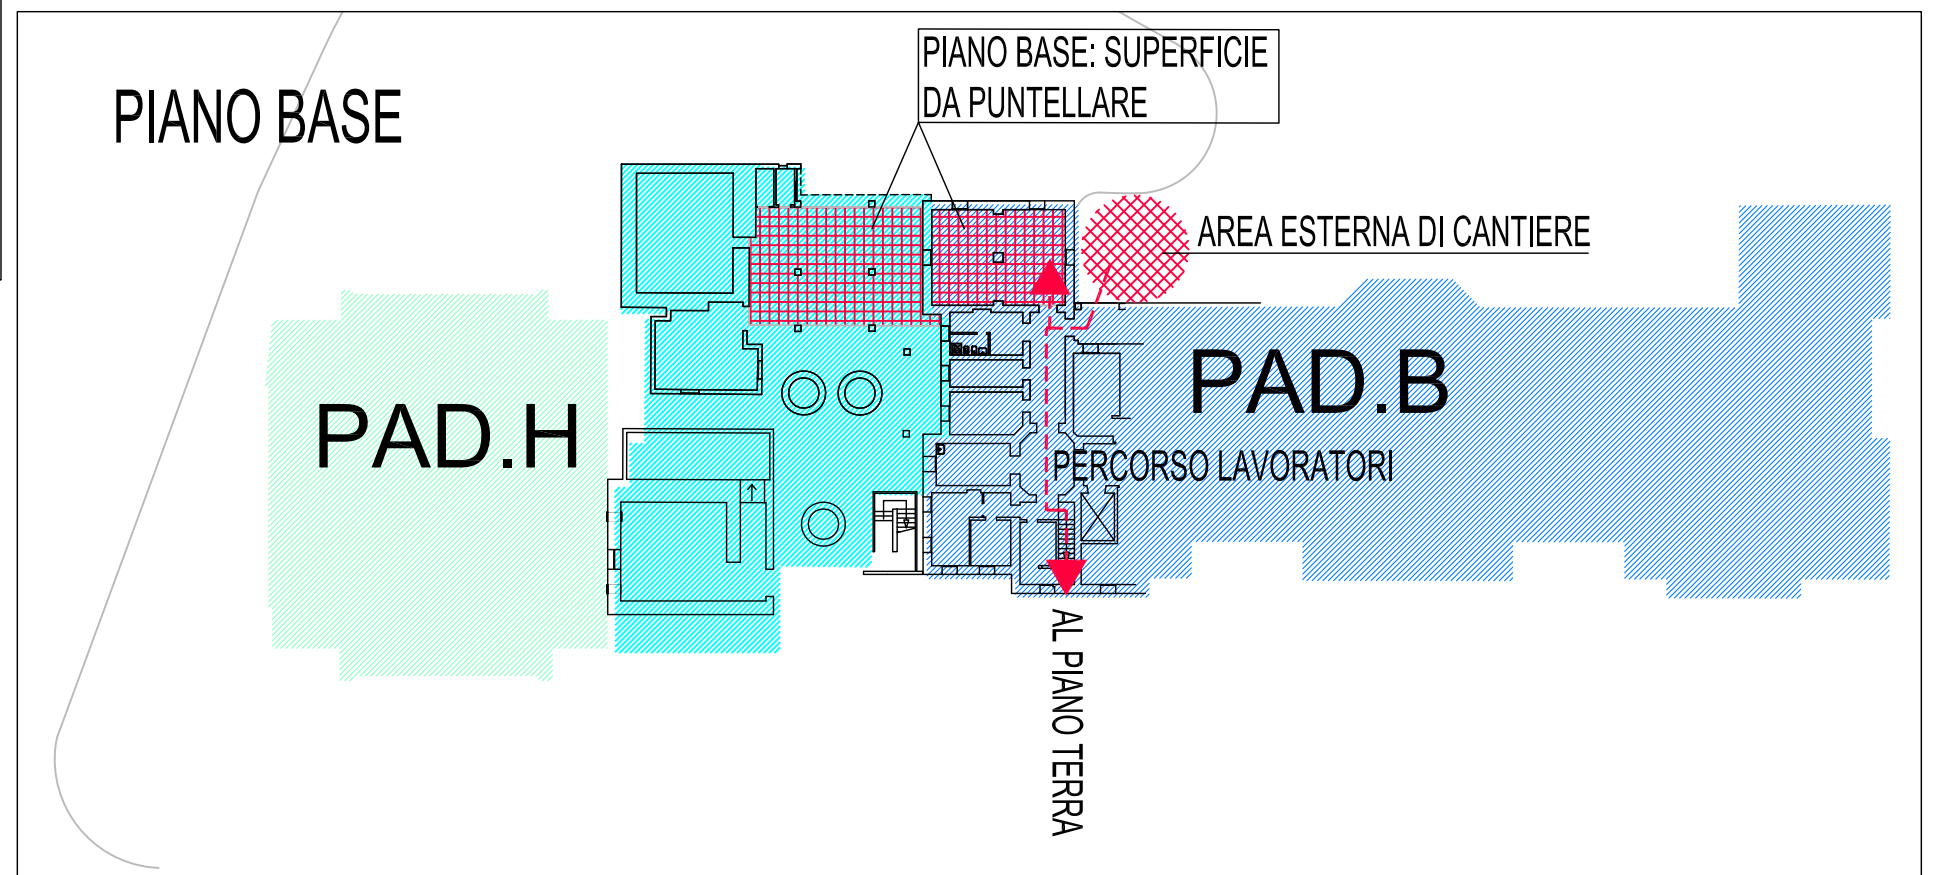 PIANO BASE: SUPERFICIE
DA PUNTELLARE
PIANO BASE
AREA ESTERNA DI CANTIERE
PAD.B
PAD.H
PERCORSO LAVORATORI
AL PIANO TERRA